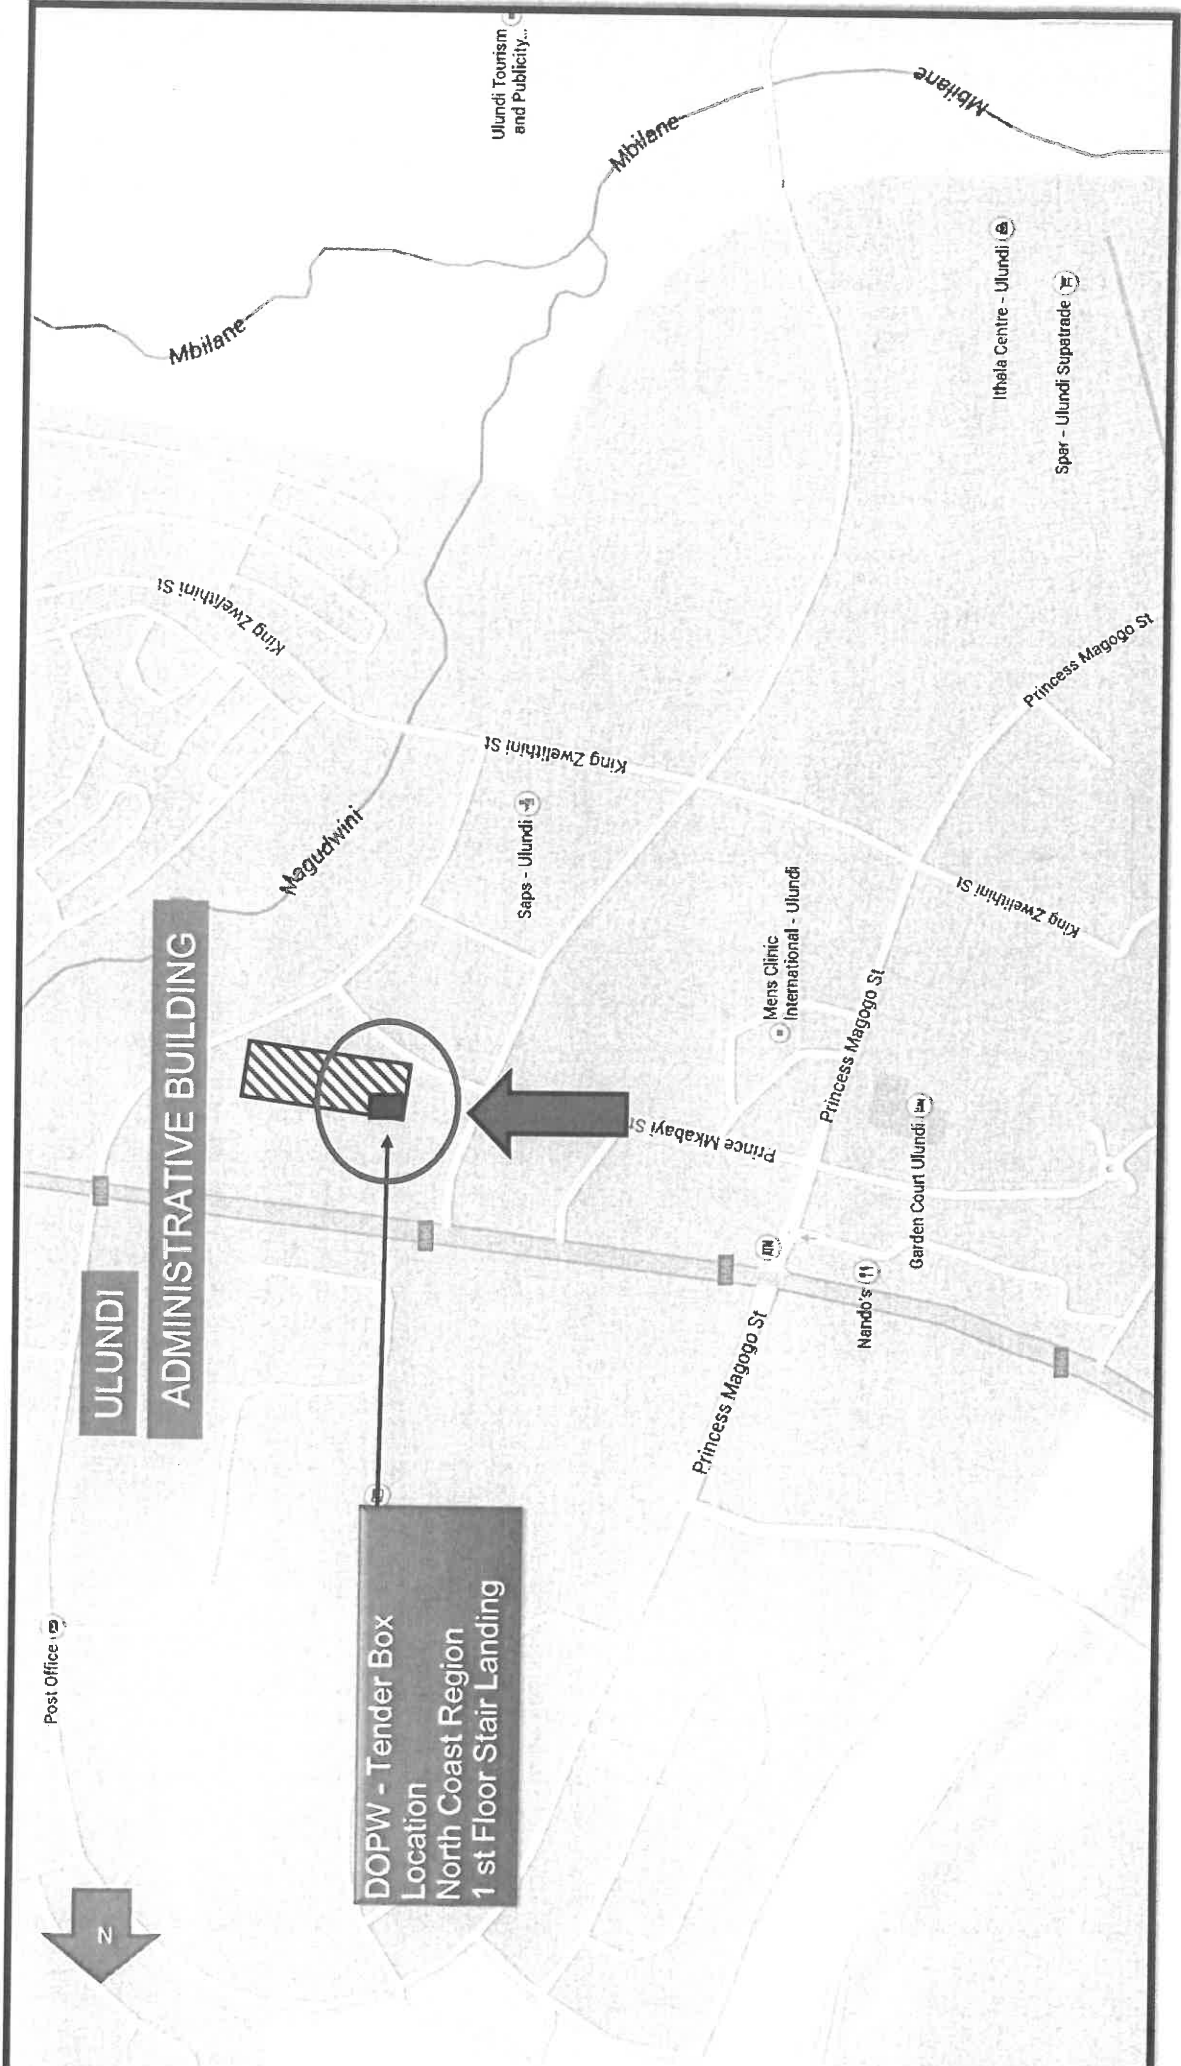 N
Post Office
ULUNDI
ADMINISTRATIVE BUILDING
DOPW - Tender Box
Location
North Coast Region
1 st Floor Stair Landing
Mbilane
King Zwelithini St
Magudwini
Ulundi Tourism
and Publicity...
Mbilane
Mbilane
King Zwelithini St
Saps - Ulundi
Mens Clinic
International - Ulundi
Prince Mkabayi St
Princess Magogo St
ATM
Nando's
Garden Court Ulundi
Princess Magogo St
King Zwelithini St
Princess Magogo St
Ithala Centre - Ulundi
Spar - Ulundi Supatrade